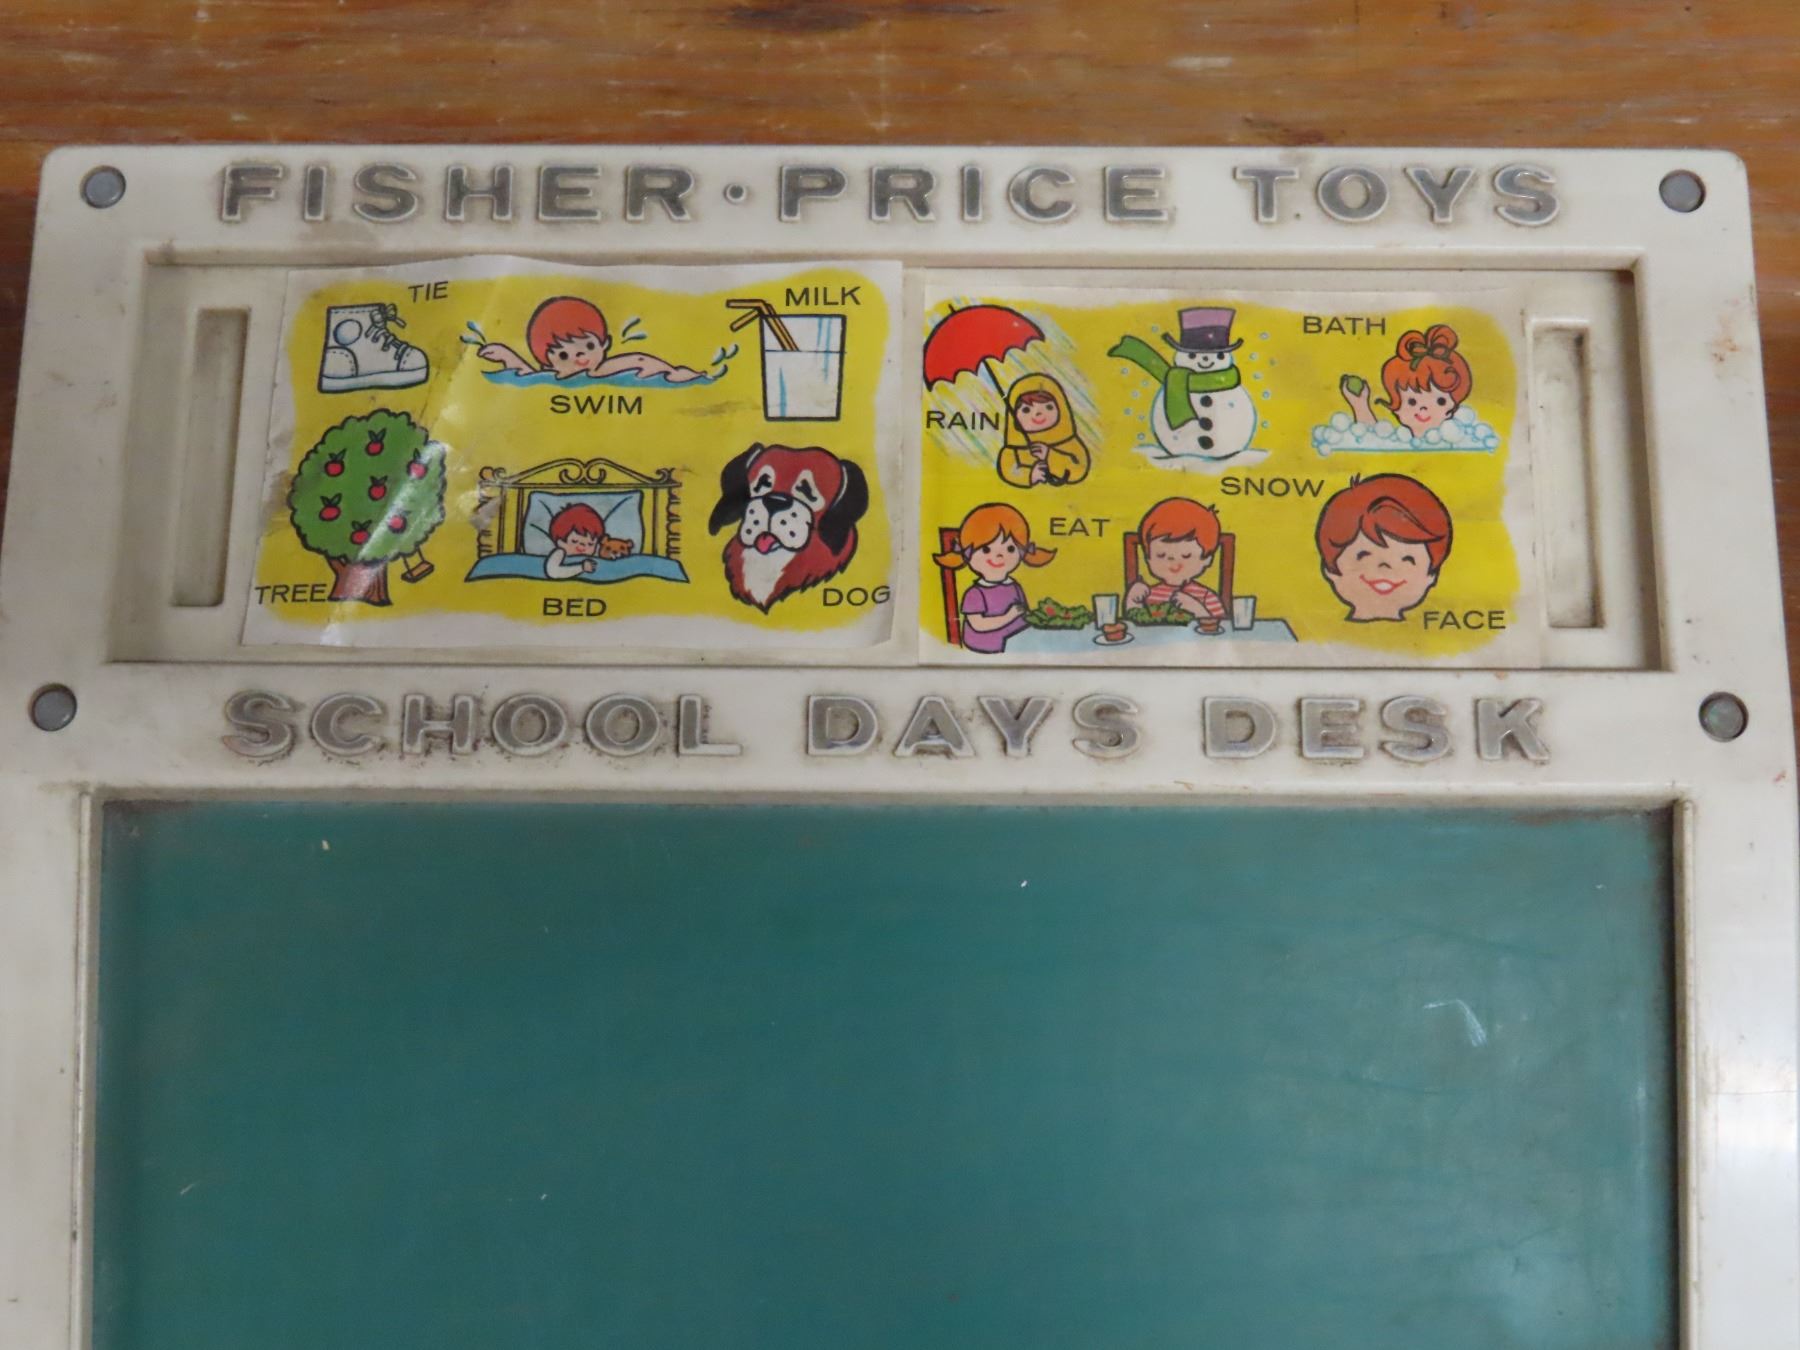 FISHER·PRICE TOYS
TIE
SWIM
MILK
TREE
BED
DOG
RAIN
BATH
SNOW
EAT
FACE
SCHOOL DAYS DESK